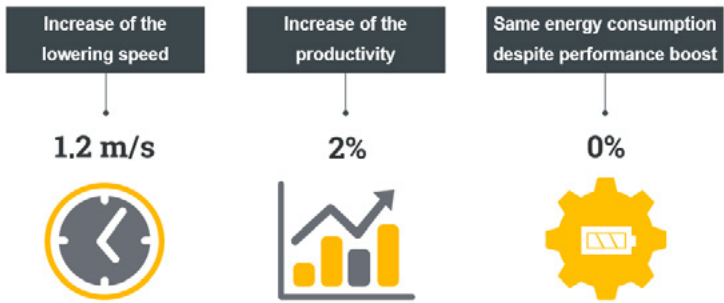 Increase of the
lowering speed
Increase of the
productivity
Same energy consumption
despite performance boost
1.2 m/s
2%
0%